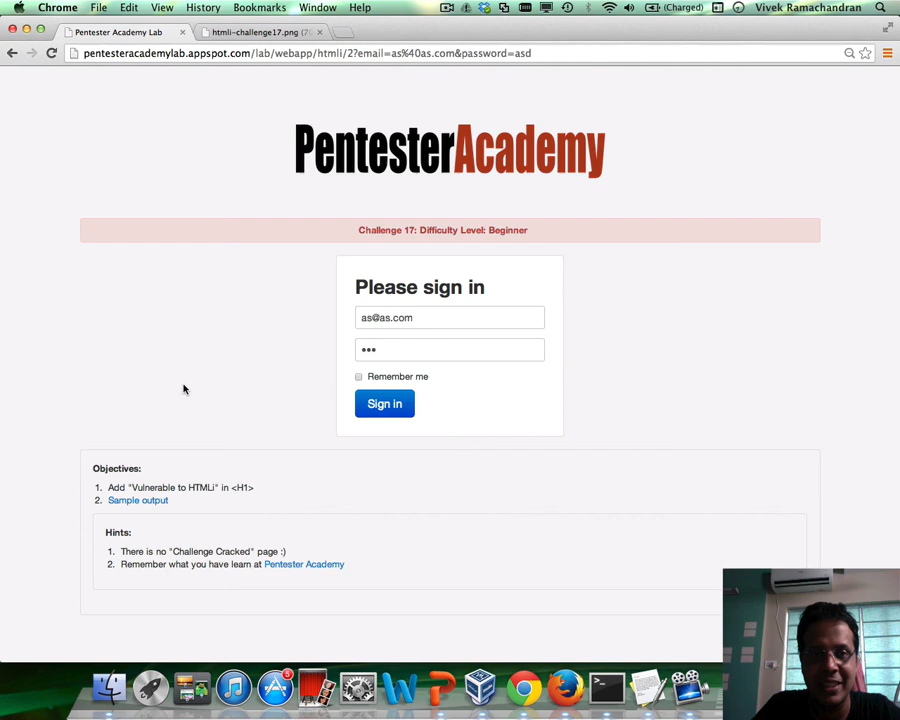 Chrome File Edit View History Bookmarks Window Help (Charged) Vivek Ramachandran
Pentester Academy Lab
pentesteracademylab.appspot.com/lab/webapp/htmli/2?email=as%40as.com&password=asd
PentesterAcademy
Challenge 17: Difficulty Level: Beginner
Please sign in
as@as.com
•••
Remember me
Sign in
Objectives:
1. Add "Vulnerable to HTMLi" in <H1>
2. Sample output
Hints:
1. There is no "Challenge Cracked" page :)
2. Remember what you have learn at Pentester Academy
5